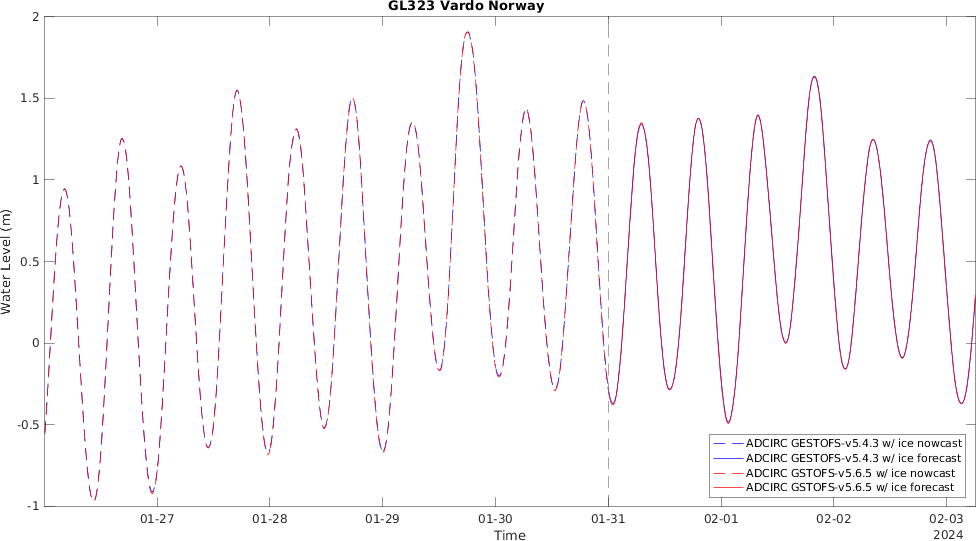 GL323 Vardo Norway
2
1.5
1
0.5
0
-0.5
-1
Water Level (m)
01-27
01-28
01-29
01-30
01-31
02-01
02-02
02-03
2024
Time
ADCIRC GESTOFS-v5.4.3 w/ ice nowcast
ADCIRC GESTOFS-v5.4.3 w/ ice forecast
ADCIRC GSTOFS-v5.6.5 w/ ice nowcast
ADCIRC GSTOFS-v5.6.5 w/ ice forecast